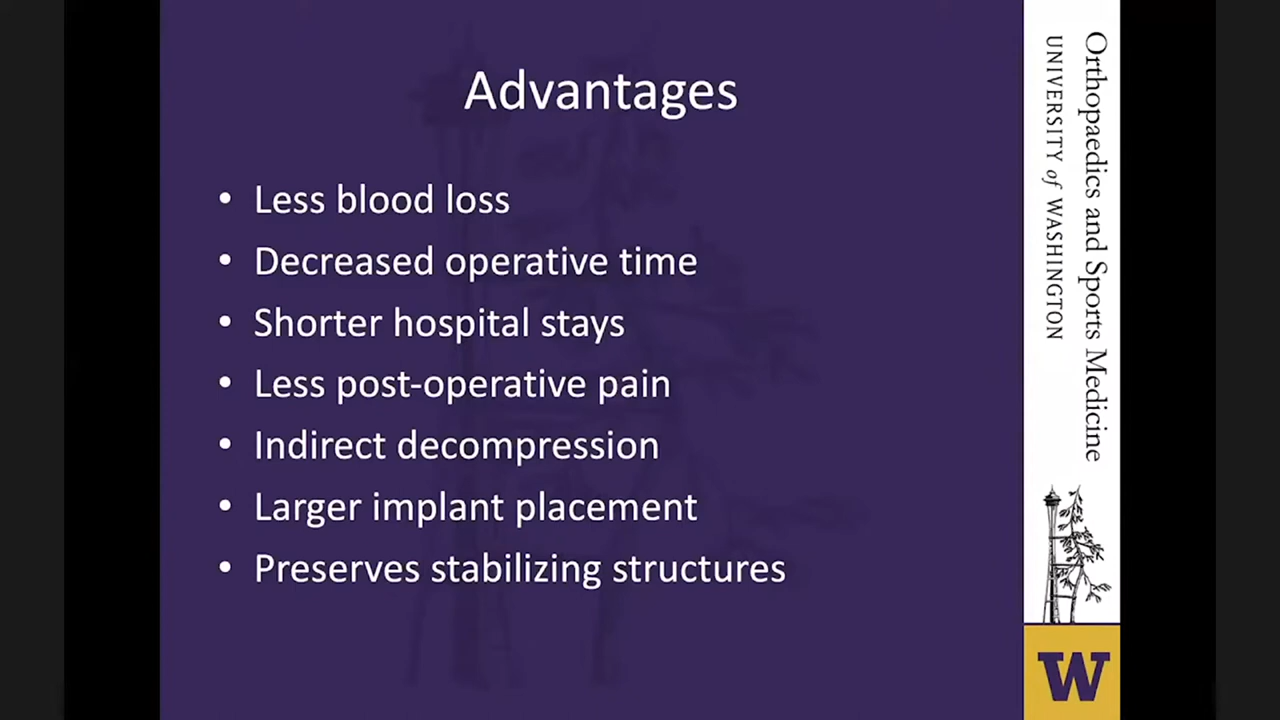 Advantages
• Less blood loss
• Decreased operative time
• Shorter hospital stays
• Less post-operative pain
• Indirect decompression
• Larger implant placement
• Preserves stabilizing structures
Orthopaedics and Sports Medicine
UNIVERSITY of WASHINGTON
W